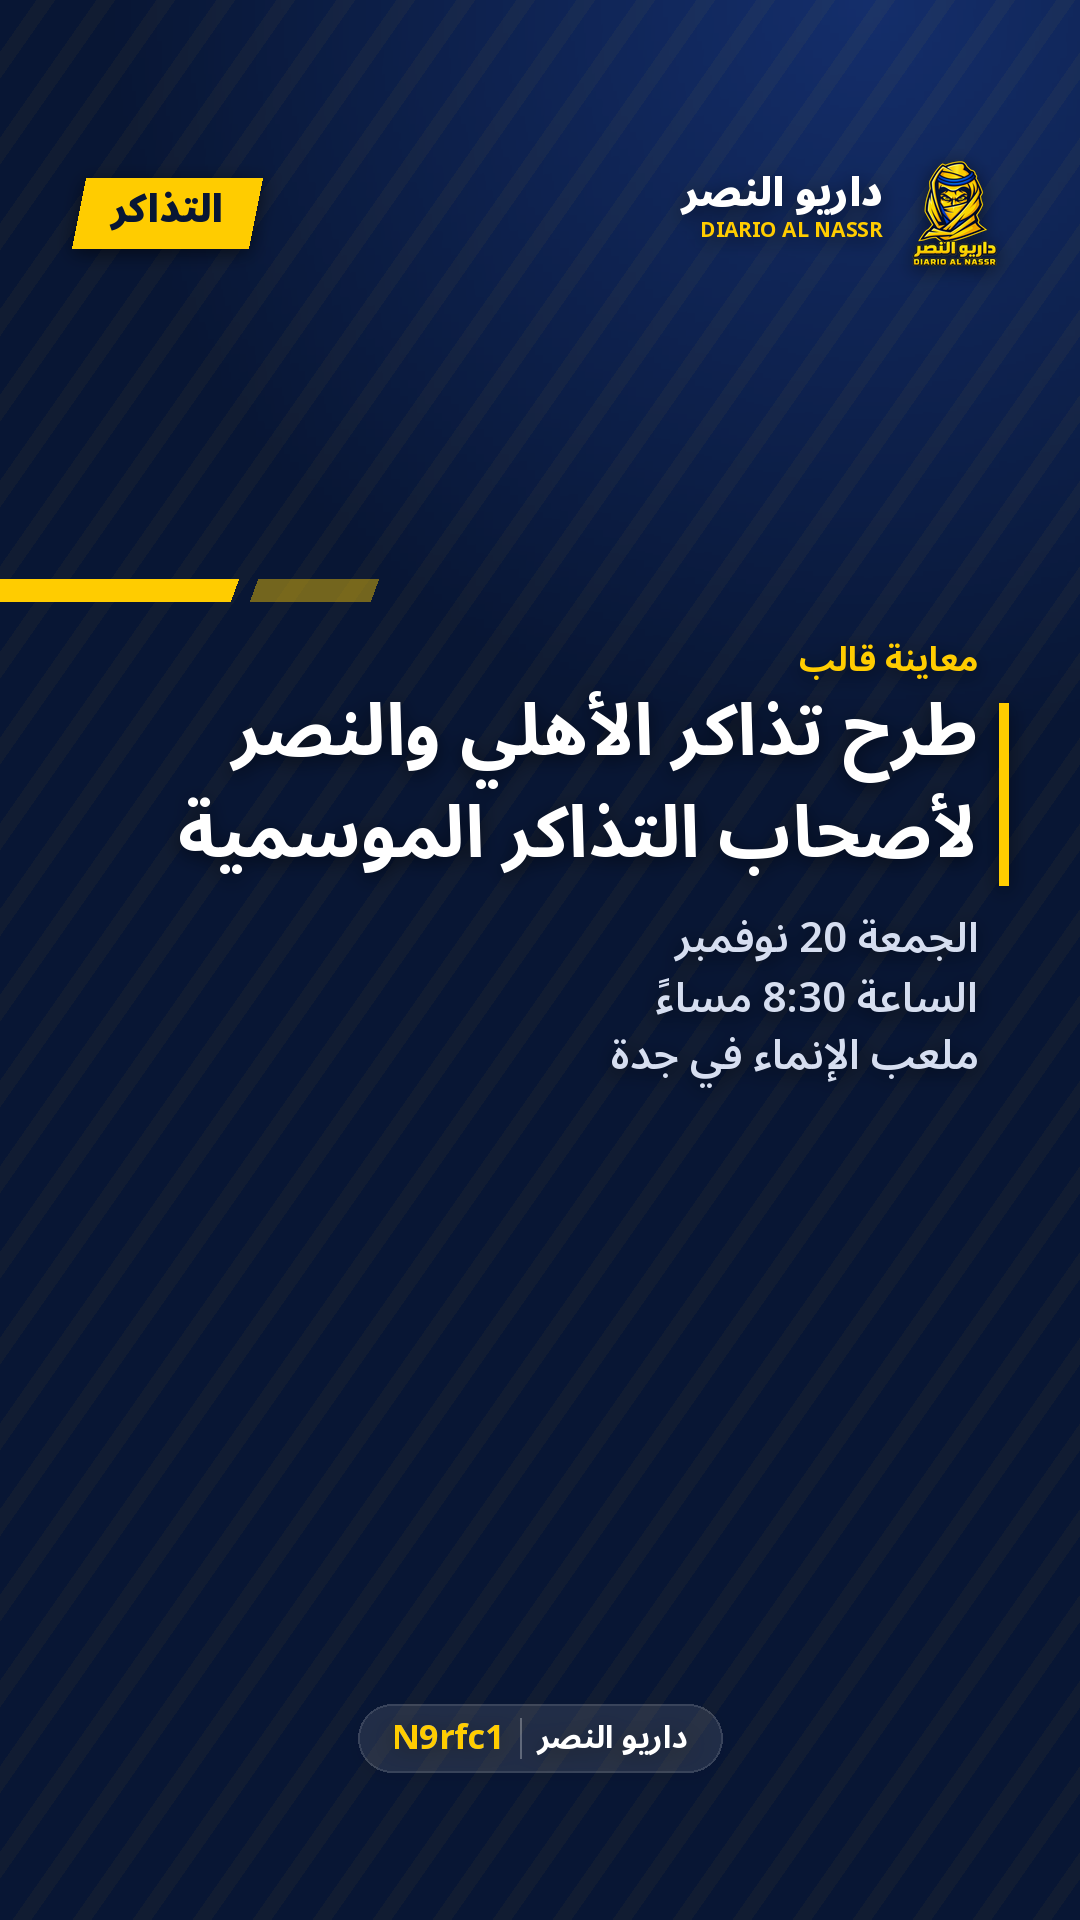 داريو النصر
DIARIO AL NASSR
داريو النصر
DIARIO AL NASSR
التذاكر
معاينة قالب
طرح تذاكر الأهلي والنصر
لأصحاب التذاكر الموسمية
الجمعة 20 نوفمبر
الساعة 8:30 مساءً
ملعب الإنماء في جدة
داريو النصر | N9rfc1